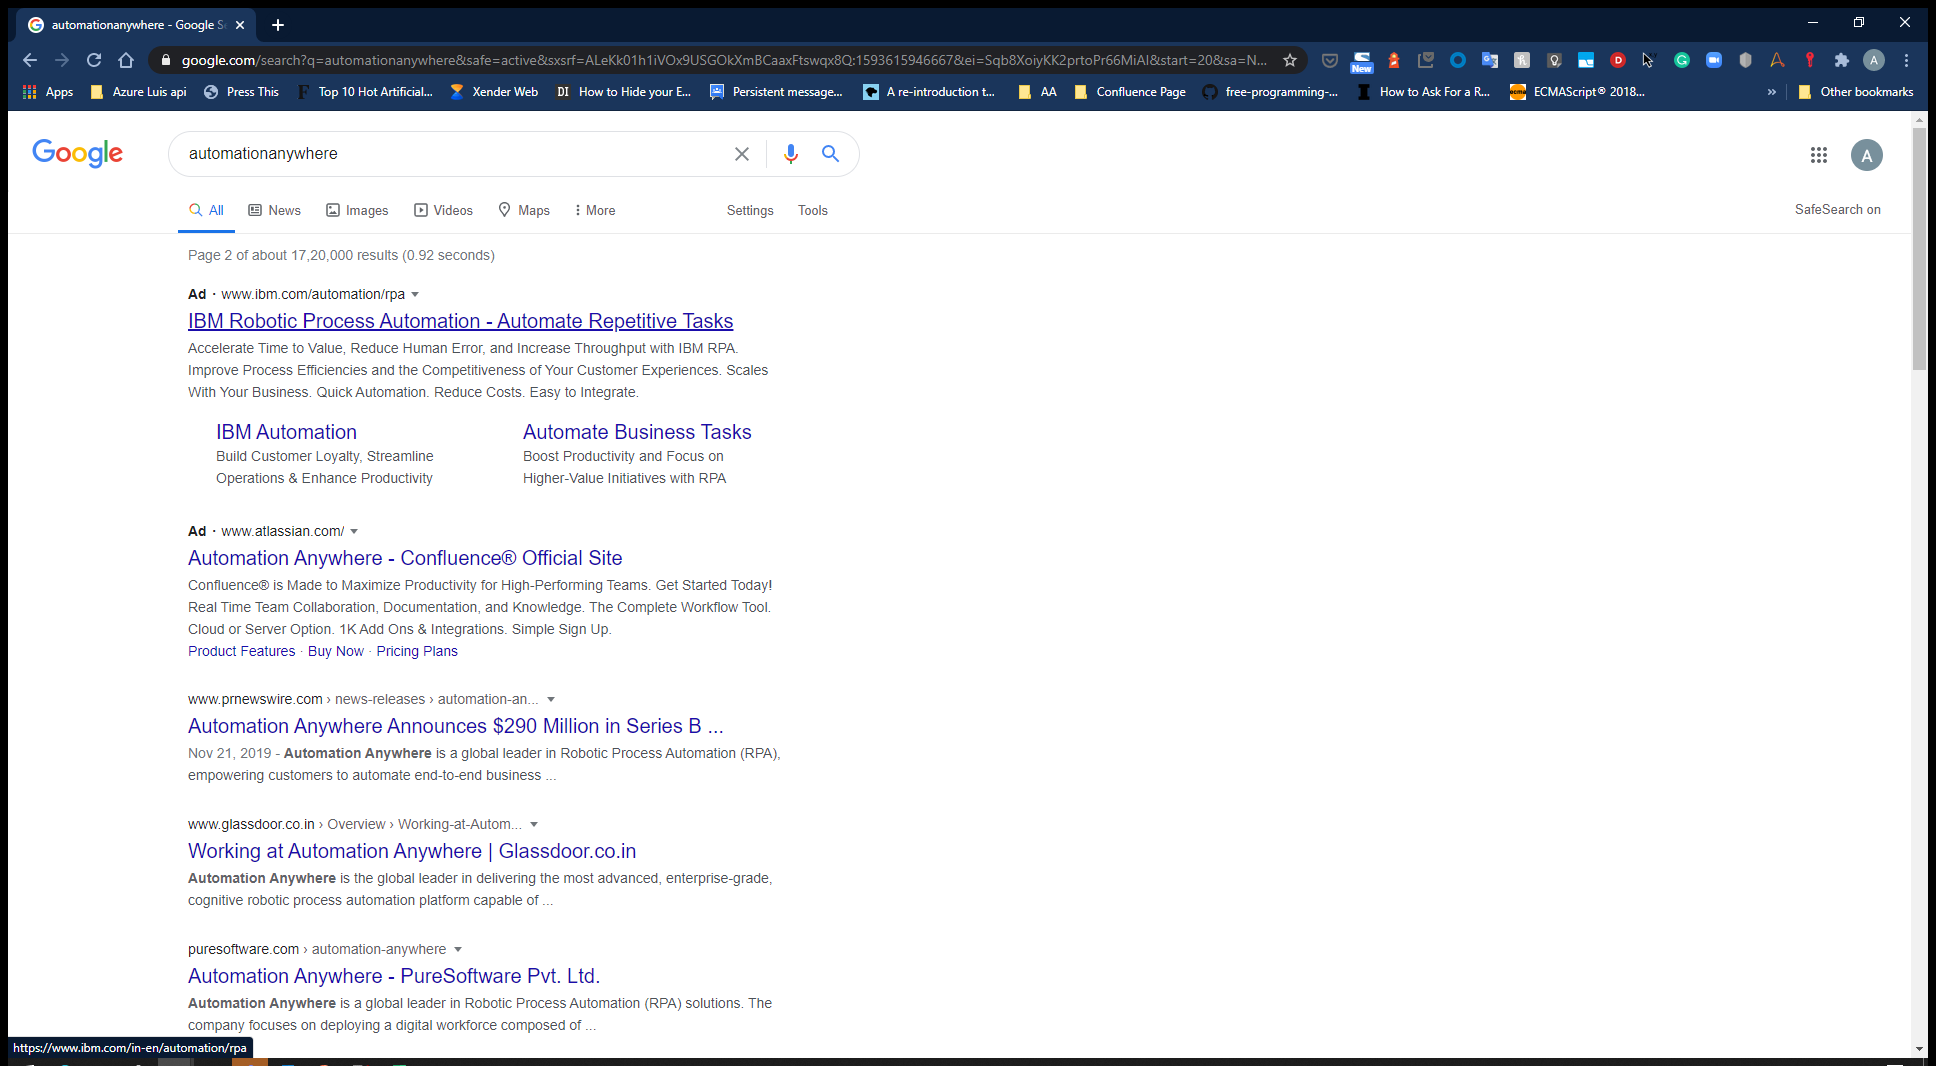 automationanywhere - Google S
google.com/search?q=automationanywhere&safe=active&sxsrf=ALeKk01h1iVOx9USGOkXmBCaaxFtswqx8Q:1593615946667&ei=Sqb8XoiyKK2prtoPr66MiAI&start=20&sa=N...
New
A
Apps
Azure Luis api
Press This
Top 10 Hot Artificial...
Xender Web
DI How to Hide your E...
Persistent message...
A re-introduction t...
AA
Confluence Page
free-programming-...
How to Ask For a R...
ECMAScript® 2018...
»
Other bookmarks
Google
automationanywhere
A
All
News
Images
Videos
Maps
More
Settings
Tools
SafeSearch on
Page 2 of about 17,20,000 results (0.92 seconds)
Ad · www.ibm.com/automation/rpa
IBM Robotic Process Automation - Automate Repetitive Tasks
Accelerate Time to Value, Reduce Human Error, and Increase Throughput with IBM RPA.
Improve Process Efficiencies and the Competitiveness of Your Customer Experiences. Scales
With Your Business. Quick Automation. Reduce Costs. Easy to Integrate.
IBM Automation
Build Customer Loyalty, Streamline
Operations & Enhance Productivity
Automate Business Tasks
Boost Productivity and Focus on
Higher-Value Initiatives with RPA
Ad · www.atlassian.com/
Automation Anywhere - Confluence® Official Site
Confluence® is Made to Maximize Productivity for High-Performing Teams. Get Started Today!
Real Time Team Collaboration, Documentation, and Knowledge. The Complete Workflow Tool.
Cloud or Server Option. 1K Add Ons & Integrations. Simple Sign Up.
Product Features · Buy Now · Pricing Plans
www.prnewswire.com › news-releases › automation-an...
Automation Anywhere Announces $290 Million in Series B ...
Nov 21, 2019 - Automation Anywhere is a global leader in Robotic Process Automation (RPA),
empowering customers to automate end-to-end business ...
www.glassdoor.co.in › Overview › Working-at-Autom...
Working at Automation Anywhere | Glassdoor.co.in
Automation Anywhere is the global leader in delivering the most advanced, enterprise-grade,
cognitive robotic process automation platform capable of ...
puresoftware.com › automation-anywhere
Automation Anywhere - PureSoftware Pvt. Ltd.
Automation Anywhere is a global leader in Robotic Process Automation (RPA) solutions. The
company focuses on deploying a digital workforce composed of ...
https://www.ibm.com/in-en/automation/rpa